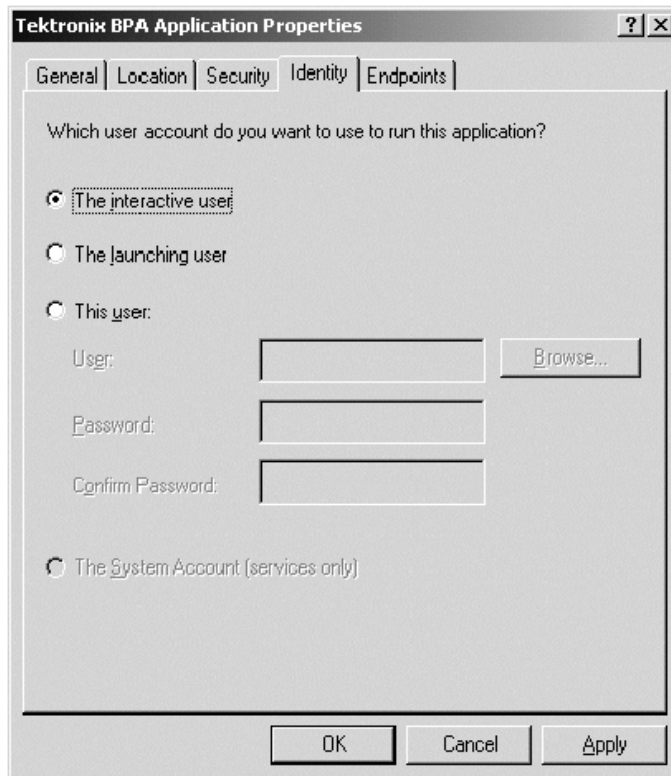 Tektronix BPA Application Properties
General Location Security Identity Endpoints
Which user account do you want to use to run this application?
The interactive user
The launching user
This user:
User: Browse...
Password:
Confirm Password:
The System Account (services only)
OK Cancel Apply